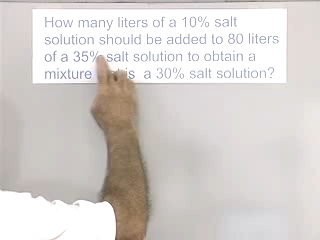 How many liters of a 10% salt
solution should be added to 80 liters
of a 35% salt solution to obtain a
mixture is a 30% salt solution?